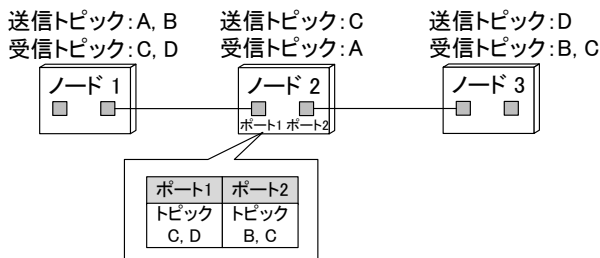 送信トピック:A, B
受信トピック:C, D
送信トピック:C
受信トピック:A
送信トピック:D
受信トピック:B, C
ノード 1
ノード 2
ポート1 ポート2
ノード 3
ポート1 ポート2
トピック トピック
C, D B, C